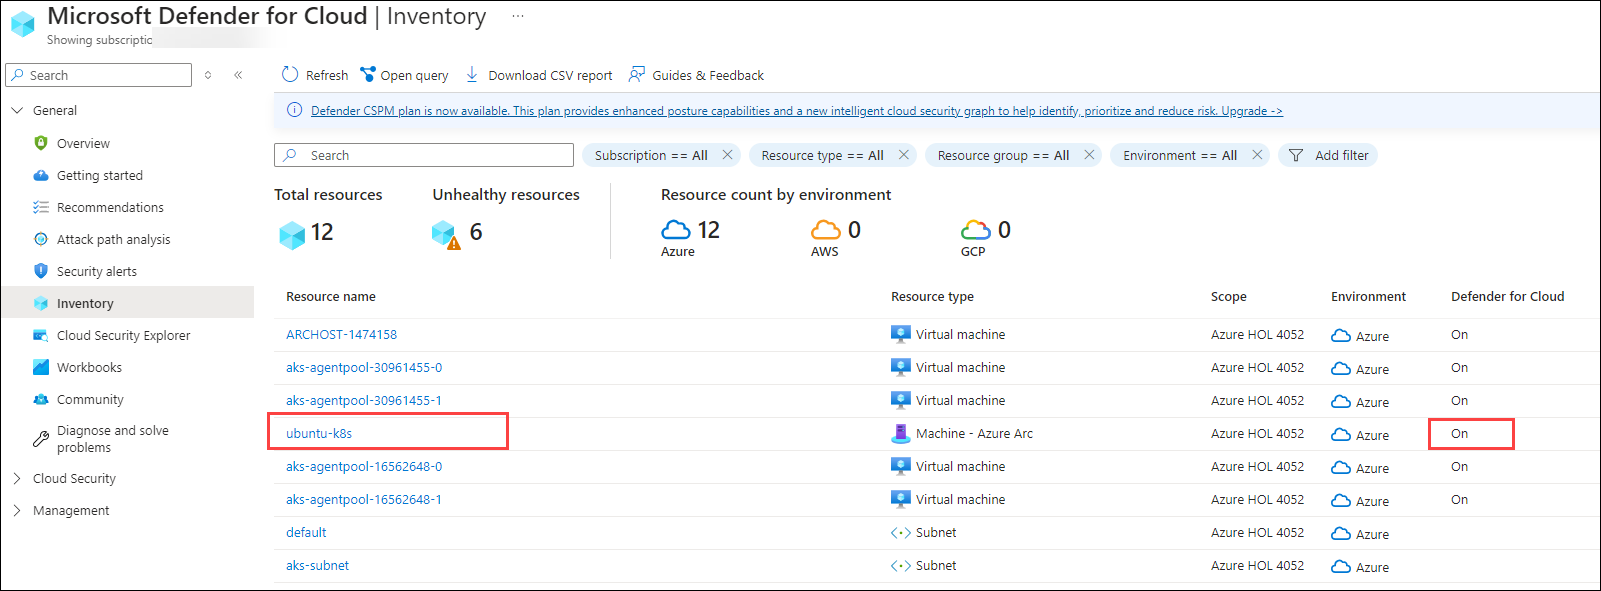 Microsoft Defender for Cloud | Inventory ...
Showing subscriptio
Search
Refresh Open query Download CSV report Guides & Feedback
General
Overview
Getting started
Recommendations
Attack path analysis
Security alerts
Inventory
Cloud Security Explorer
Workbooks
Community
Diagnose and solve
problems
Cloud Security
Management
Defender CSPM plan is now available. This plan provides enhanced posture capabilities and a new intelligent cloud security graph to help identify, prioritize and reduce risk. Upgrade ->
Search Subscription == All Resource type == All Resource group == All Environment == All Add filter
Total resources Unhealthy resources Resource count by environment
12 6 12 0 0
Azure AWS GCP
Resource name Resource type Scope Environment Defender for Cloud
ARCHOST-1474158 Virtual machine Azure HOL 4052 Azure On
aks-agentpool-30961455-0 Virtual machine Azure HOL 4052 Azure On
aks-agentpool-30961455-1 Virtual machine Azure HOL 4052 Azure On
ubuntu-k8s Machine - Azure Arc Azure HOL 4052 Azure On
aks-agentpool-16562648-0 Virtual machine Azure HOL 4052 Azure On
aks-agentpool-16562648-1 Virtual machine Azure HOL 4052 Azure On
default Subnet Azure HOL 4052 Azure
aks-subnet Subnet Azure HOL 4052 Azure